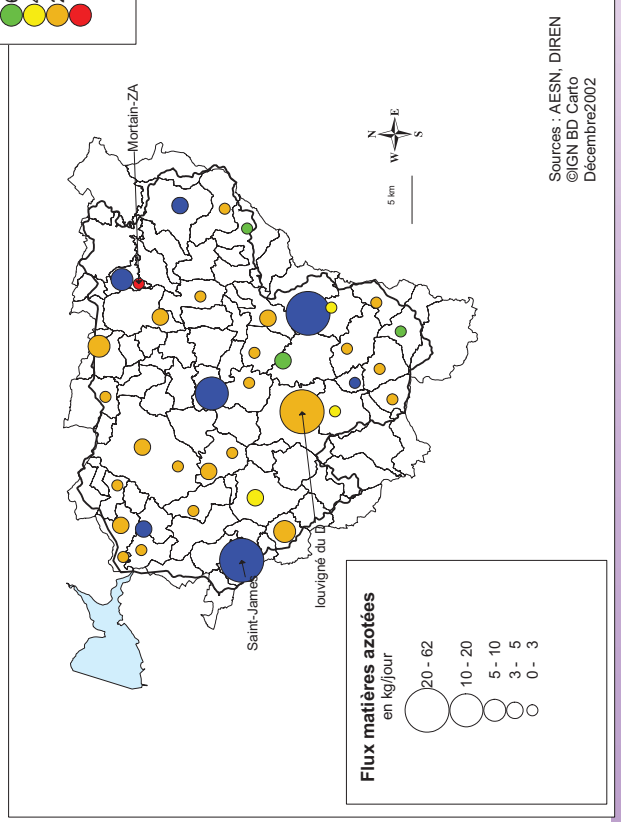 Mortain-ZA
N
W E
S
5 km
Saint-James
louvigné du D
Flux matières azotées
en kg/jour
20 - 62
10 - 20
5 - 10
3 - 5
0 - 3
Sources : AESN, DIREN
©IGN BD Carto
Décembre2002